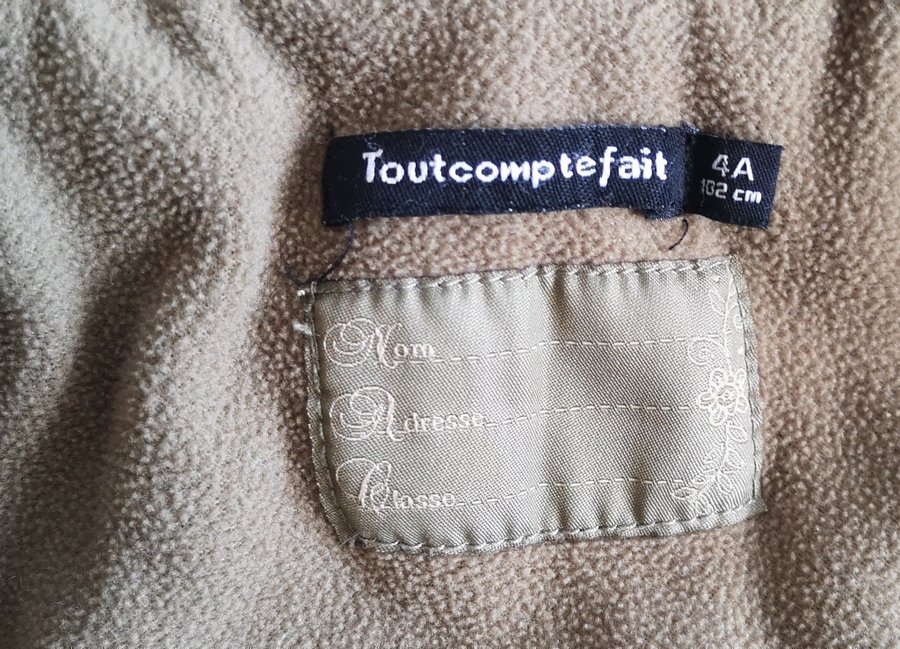 Toutcomptefait
4A
102 cm
Nom
Adresse
Classe